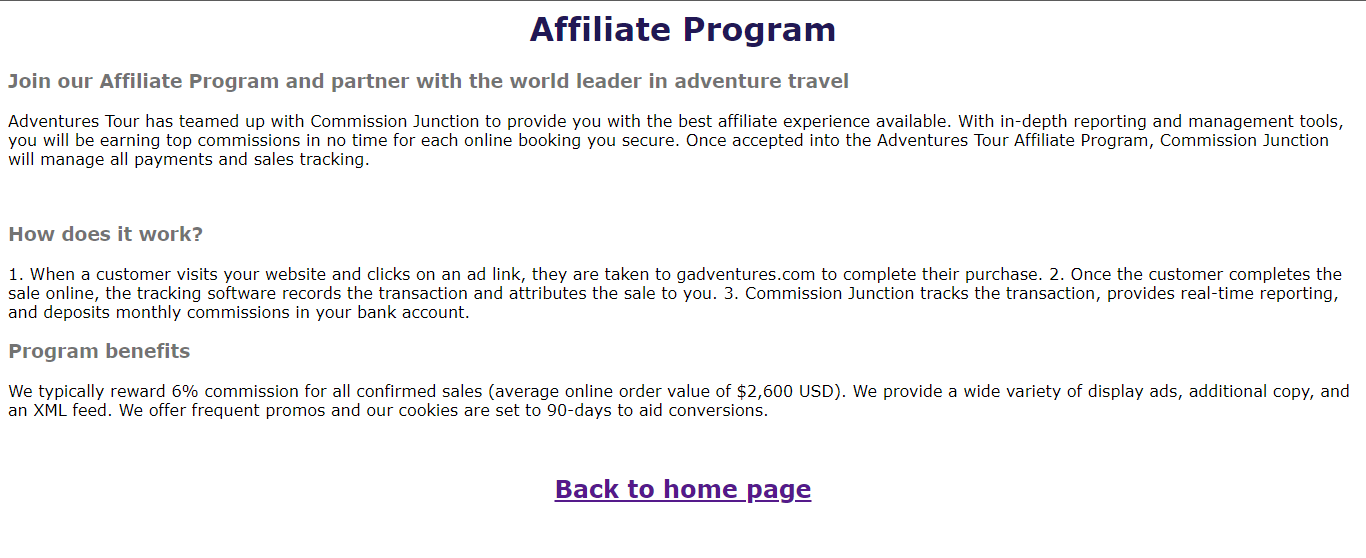 Affiliate Program
Join our Affiliate Program and partner with the world leader in adventure travel
Adventures Tour has teamed up with Commission Junction to provide you with the best affiliate experience available. With in-depth reporting and management tools,
you will be earning top commissions in no time for each online booking you secure. Once accepted into the Adventures Tour Affiliate Program, Commission Junction
will manage all payments and sales tracking.
How does it work?
1. When a customer visits your website and clicks on an ad link, they are taken to gadventures.com to complete their purchase. 2. Once the customer completes the
sale online, the tracking software records the transaction and attributes the sale to you. 3. Commission Junction tracks the transaction, provides real-time reporting,
and deposits monthly commissions in your bank account.
Program benefits
We typically reward 6% commission for all confirmed sales (average online order value of $2,600 USD). We provide a wide variety of display ads, additional copy, and
an XML feed. We offer frequent promos and our cookies are set to 90-days to aid conversions.
Back to home page